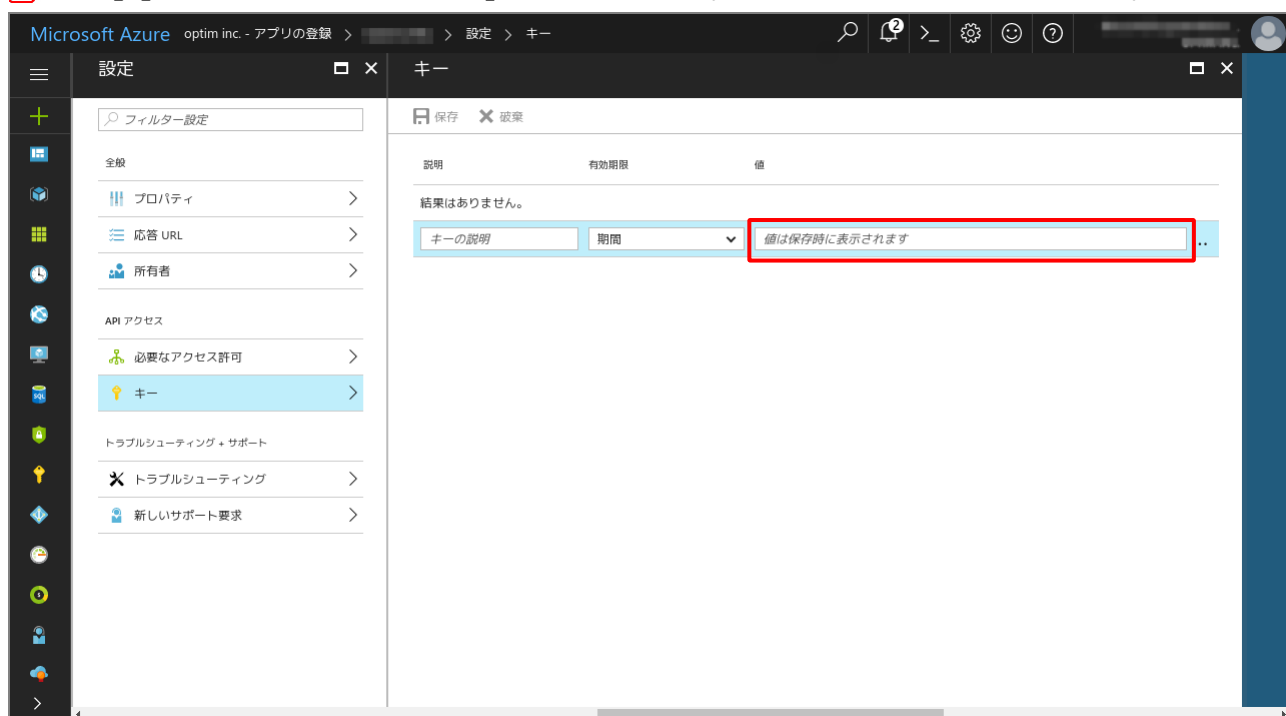 Microsoft Azure optim inc. - アプリの登録 > > 設定 > キー
2
設定
キー
フィルター設定
保存 破棄
全般
説明 有効期限 値
プロパティ
結果はありません。
応答 URL
キーの説明 期間 値は保存時に表示されます ..
所有者
API アクセス
必要なアクセス許可
キー
SQL
トラブルシューティング + サポート
トラブルシューティング
新しいサポート要求